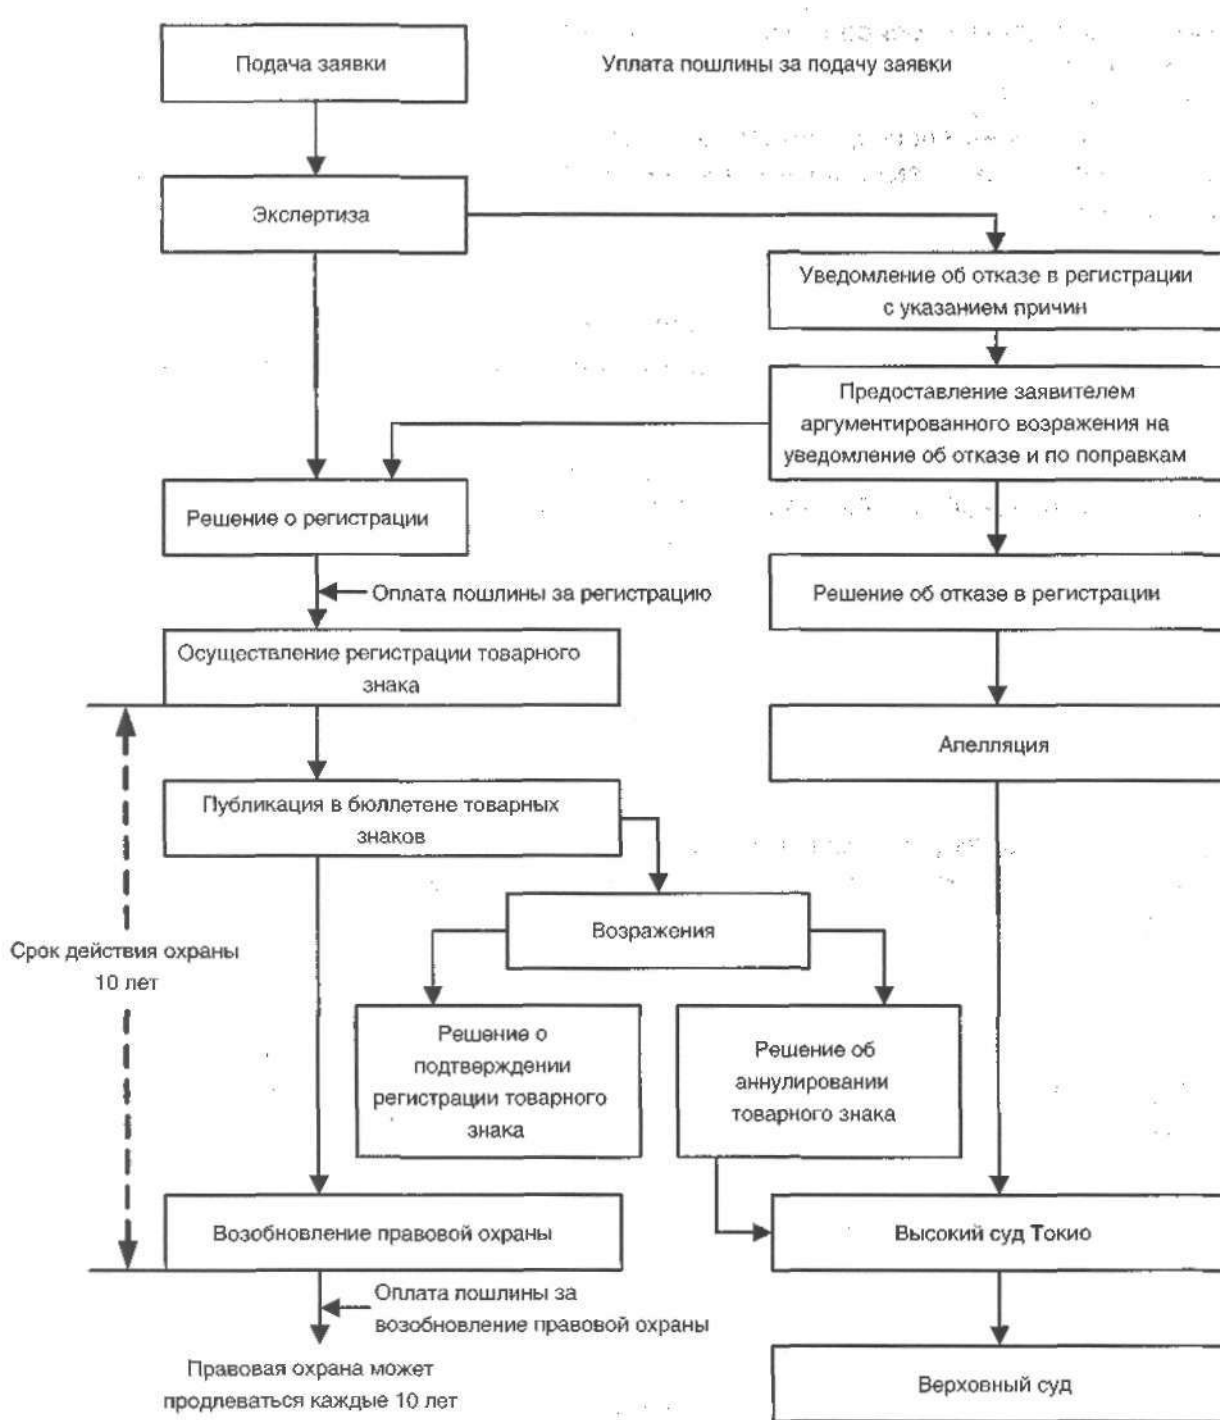 Подача заявки
Уплата пошлины за подачу заявки
Экспертиза
Уведомление об отказе в регистрации
с указанием причин
Предоставление заявителем
аргументированного возражения на
уведомление об отказе и по поправкам
Решение о регистрации
Оплата пошлины за регистрацию
Решение об отказе в регистрации
Осуществление регистрации товарного
знака
Апелляция
Публикация в бюллетене товарных
знаков
Возражения
Срок действия охраны
10 лет
Решение о
подтверждении
регистрации товарного
знака
Решение об
аннулировании
товарного знака
Возобновление правовой охраны
Высокий суд Токио
Оплата пошлины за
возобновление правовой охраны
Правовая охрана может
продлеваться каждые 10 лет
Верховный суд